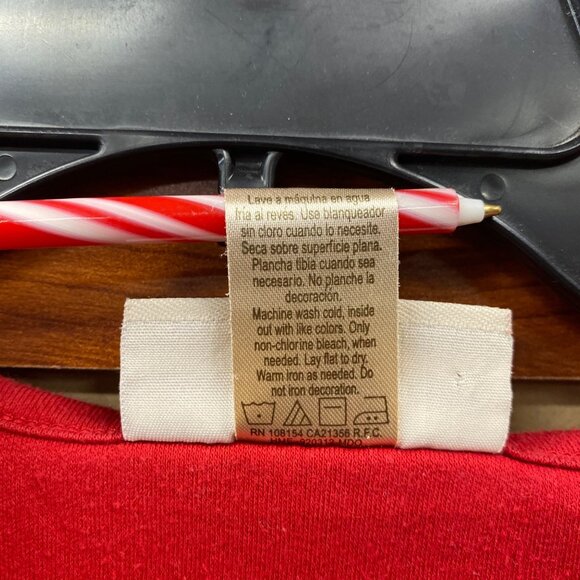 Lave a máquina en agua
fria al reves. Use blanqueador
sin cloro cuando lo necesite.
Seca sobre superficie plana.
Plancha tibia cuando sea
necesario. No planche la
decoración.
Machine wash cold, inside
out with like colors. Only
non-chlorine bleach, when
needed. Lay flat to dry.
Warm iron as needed. Do
not iron decoration.
RN 108154 CA21356 R.F.C.